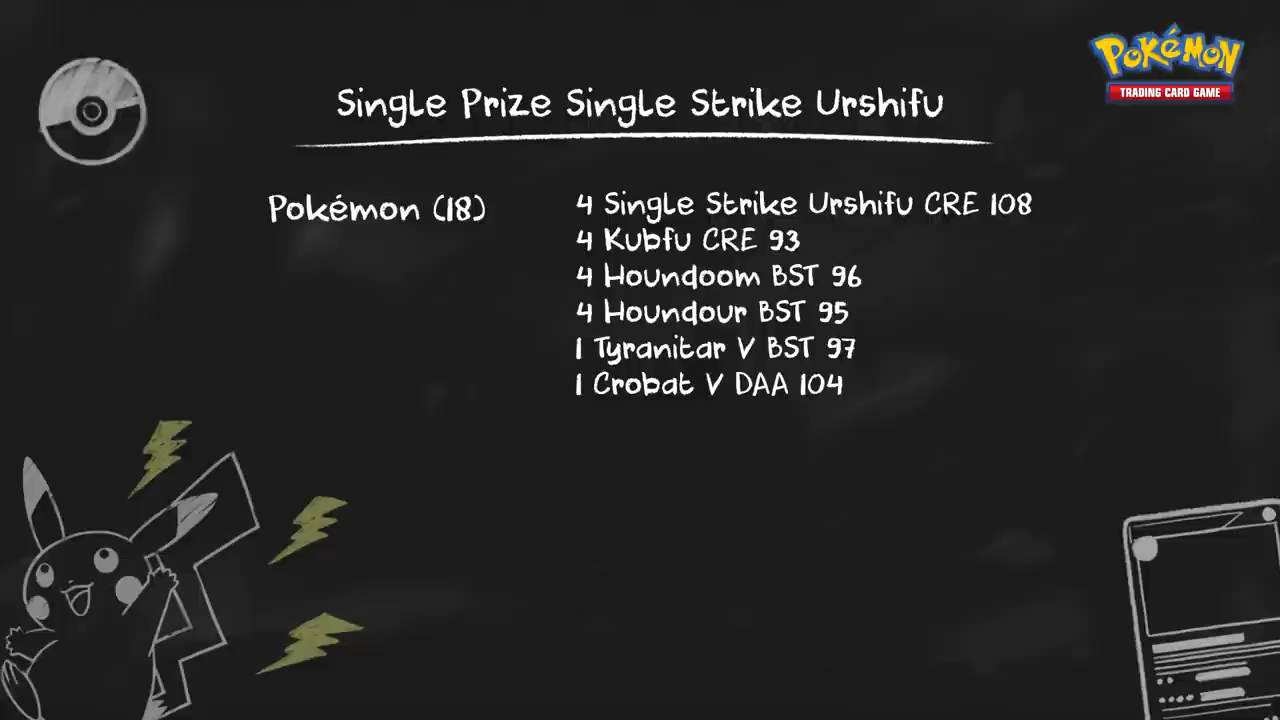 POKéMON
TRADING CARD GAME
Single Prize Single Strike Urshifu
Pokémon (18)
4 Single Strike Urshifu CRE 108
4 Kubfu CRE 93
4 Houndoom BST 96
4 Houndour BST 95
1 Tyranitar V BST 97
1 Crobat V DAA 104